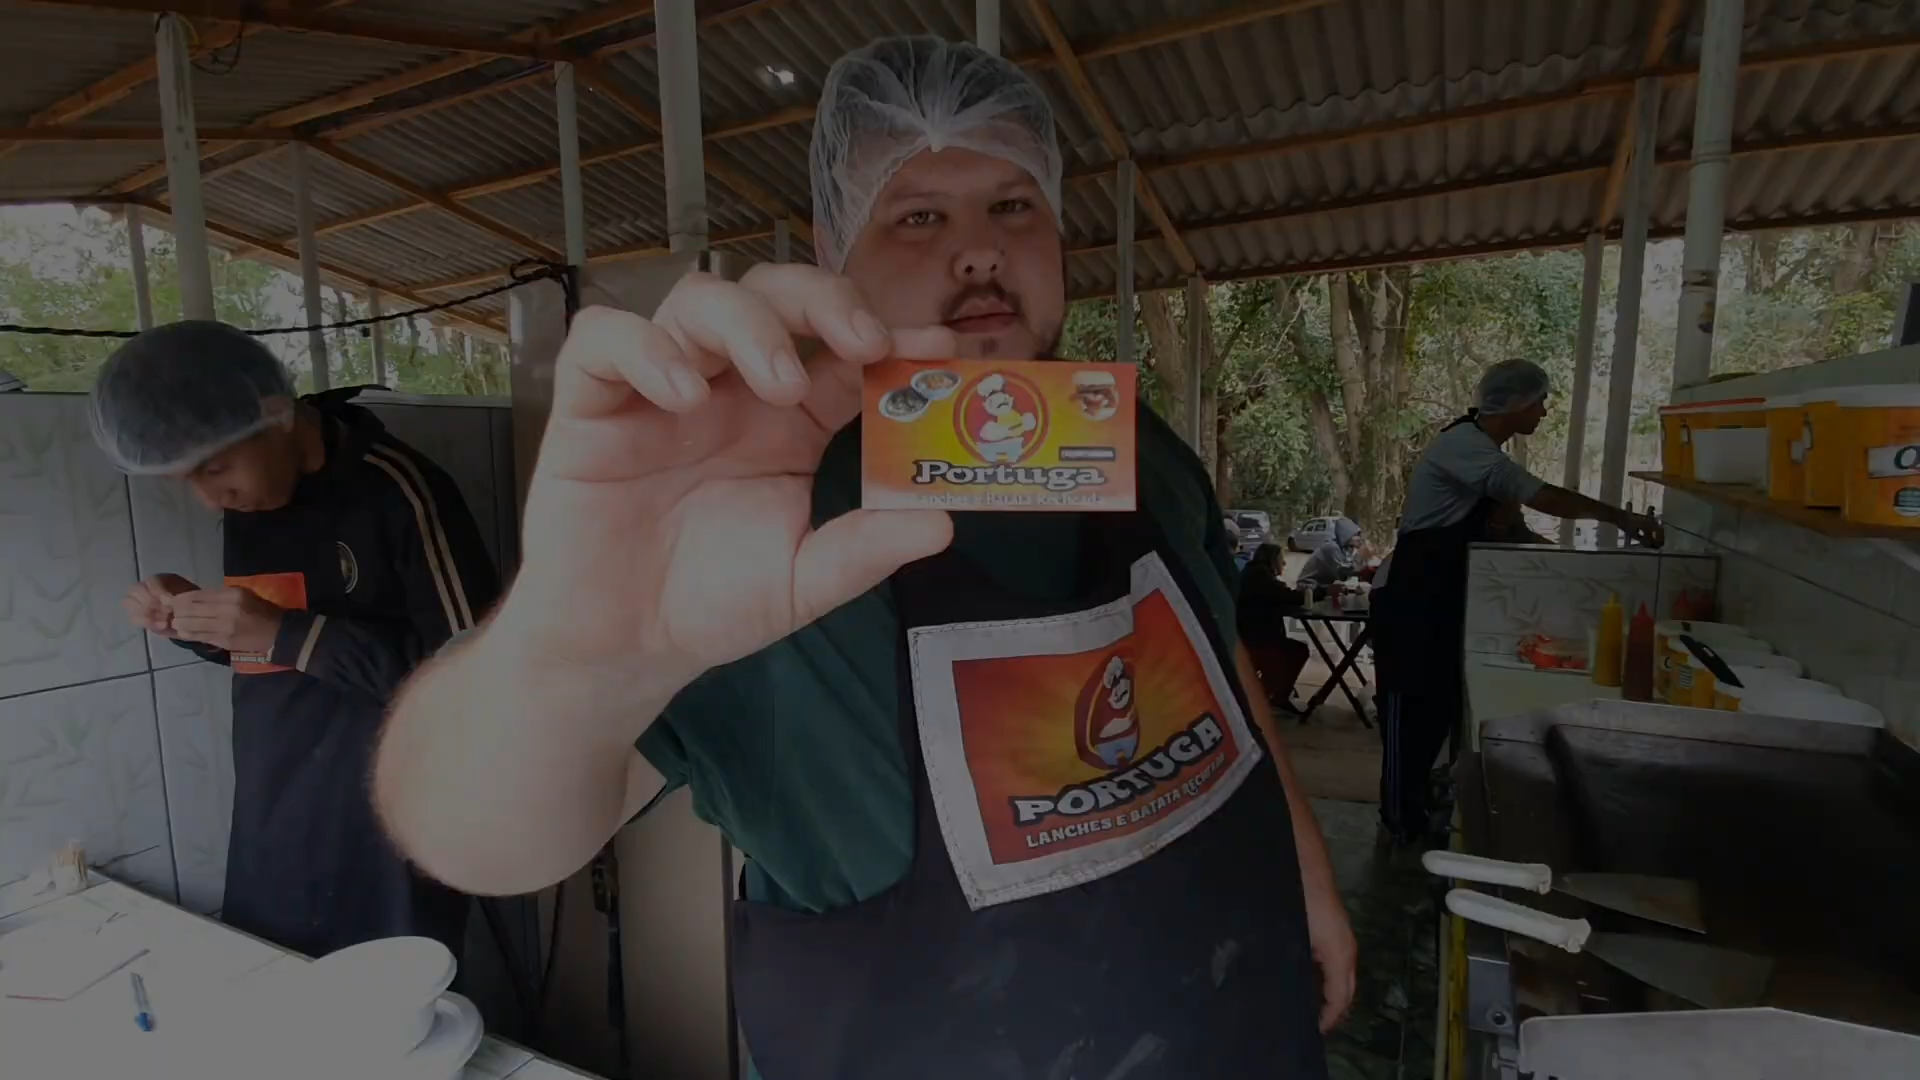 Portuga
Lanches e Batata Recheada
PORTUGA
LANCHES E BATATA RECHEADA